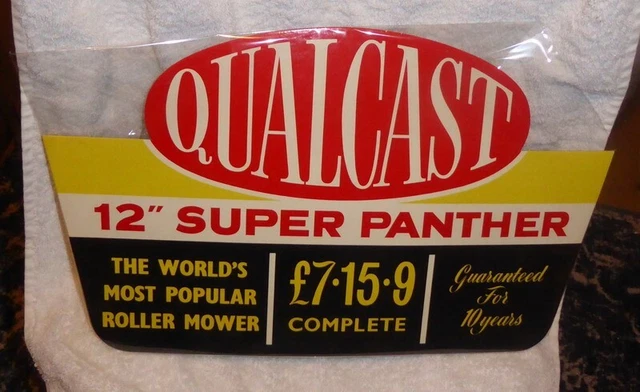 QUALCAST
12" SUPER PANTHER
THE WORLD'S
MOST POPULAR
ROLLER MOWER
£7·15·9
COMPLETE
Guaranteed
For
10 years